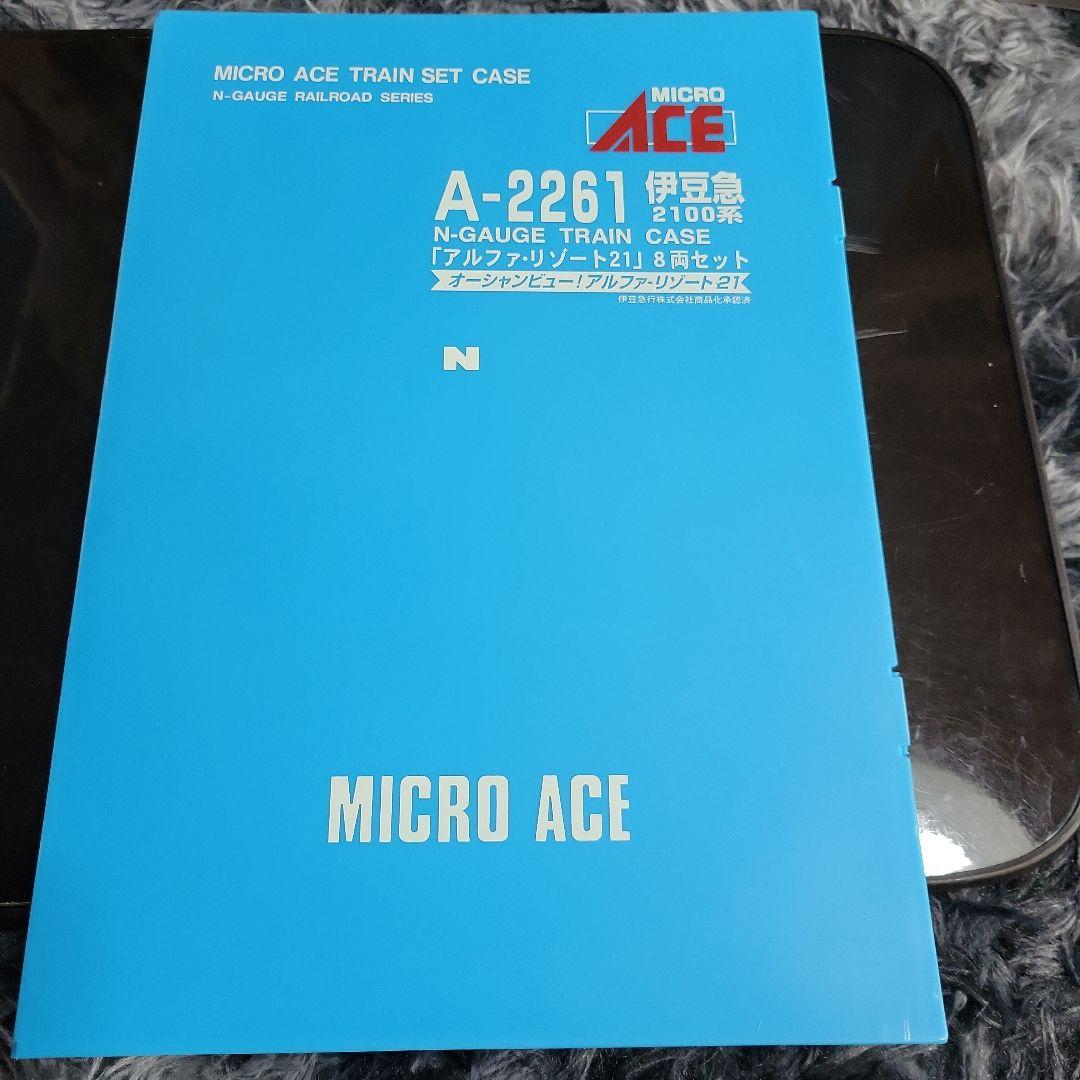 MICRO ACE TRAIN SET CASE
N-GAUGE RAILROAD SERIES
MICRO
ACE
A-2261 伊豆急
2100系
N-GAUGE TRAIN CASE
「アルファ・リゾート21」8両セット
オーシャンビュー!アルファ・リゾート21
伊豆急行株式会社商品化承認済
N
MICRO ACE